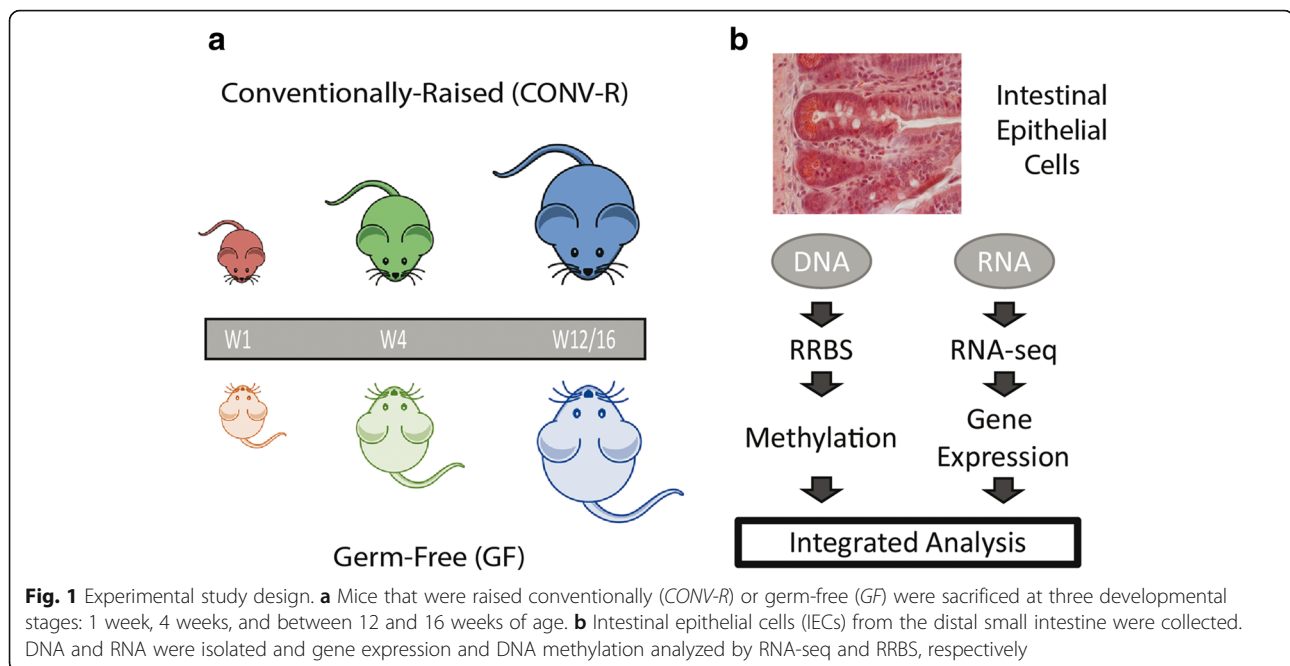 a
Conventionally-Raised (CONV-R)
W1 W4 W12/16
Germ-Free (GF)
b
Intestinal
Epithelial
Cells
DNA RNA
RRBS RNA-seq
Methylation
Gene
Expression
Integrated Analysis
Fig. 1 Experimental study design. a Mice that were raised conventionally (CONV-R) or germ-free (GF) were sacrificed at three developmental
stages: 1 week, 4 weeks, and between 12 and 16 weeks of age. b Intestinal epithelial cells (IECs) from the distal small intestine were collected.
DNA and RNA were isolated and gene expression and DNA methylation analyzed by RNA-seq and RRBS, respectively